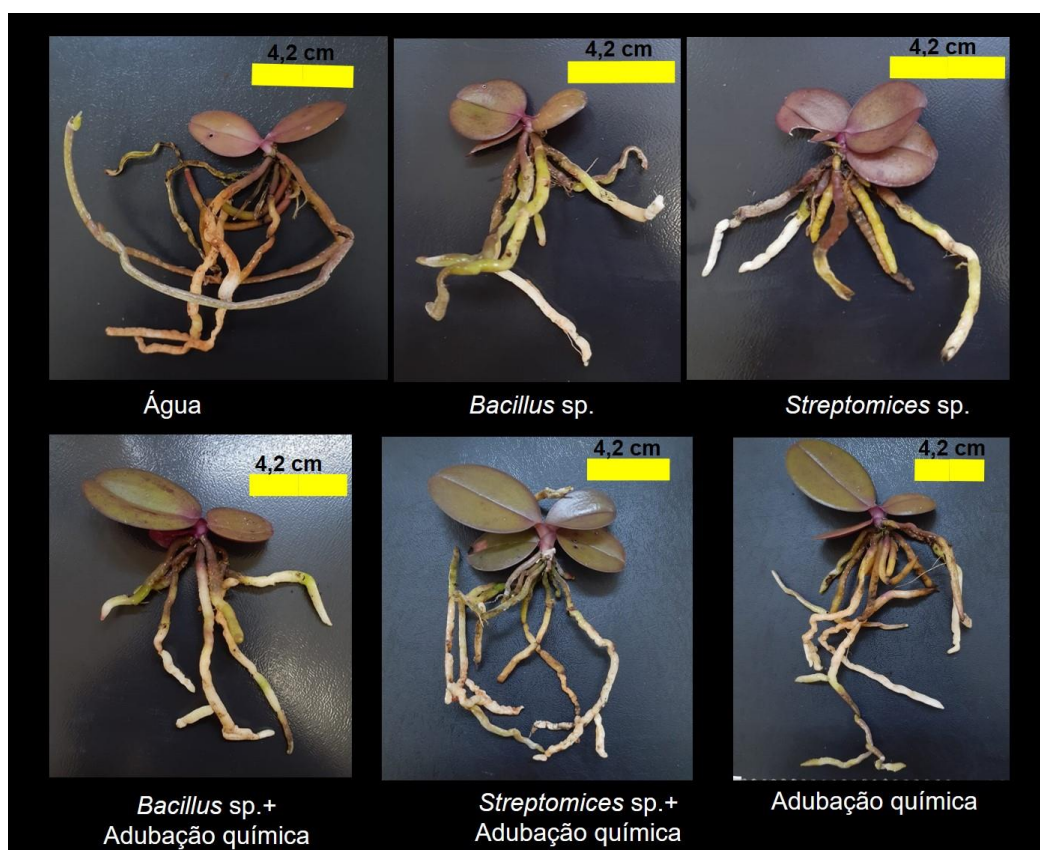 4,2 cm
4,2 cm
4,2 cm
Água
Bacillus sp.
Streptomices sp.
4,2 cm
4,2 cm
4,2 cm
Bacillus sp.+
Adubação química
Streptomices sp.+
Adubação química
Adubação química